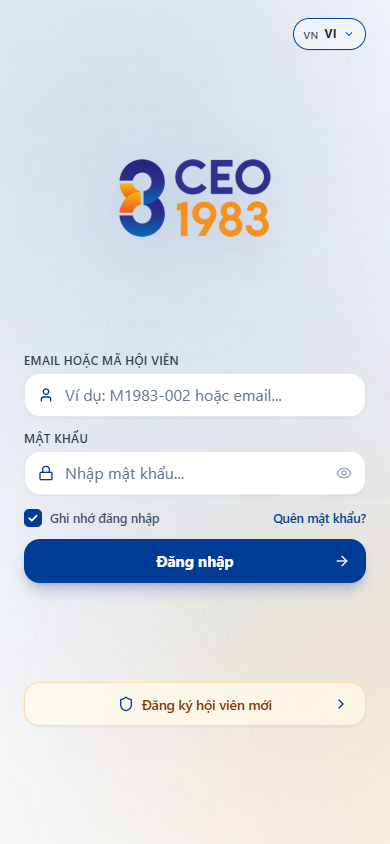 VN VI
CEO
1983
EMAIL HOẶC MÃ HỘI VIÊN
Ví dụ: M1983-002 hoặc email...
MẬT KHẨU
Nhập mật khẩu...
Ghi nhớ đăng nhập
Quên mật khẩu?
Đăng nhập
Đăng ký hội viên mới